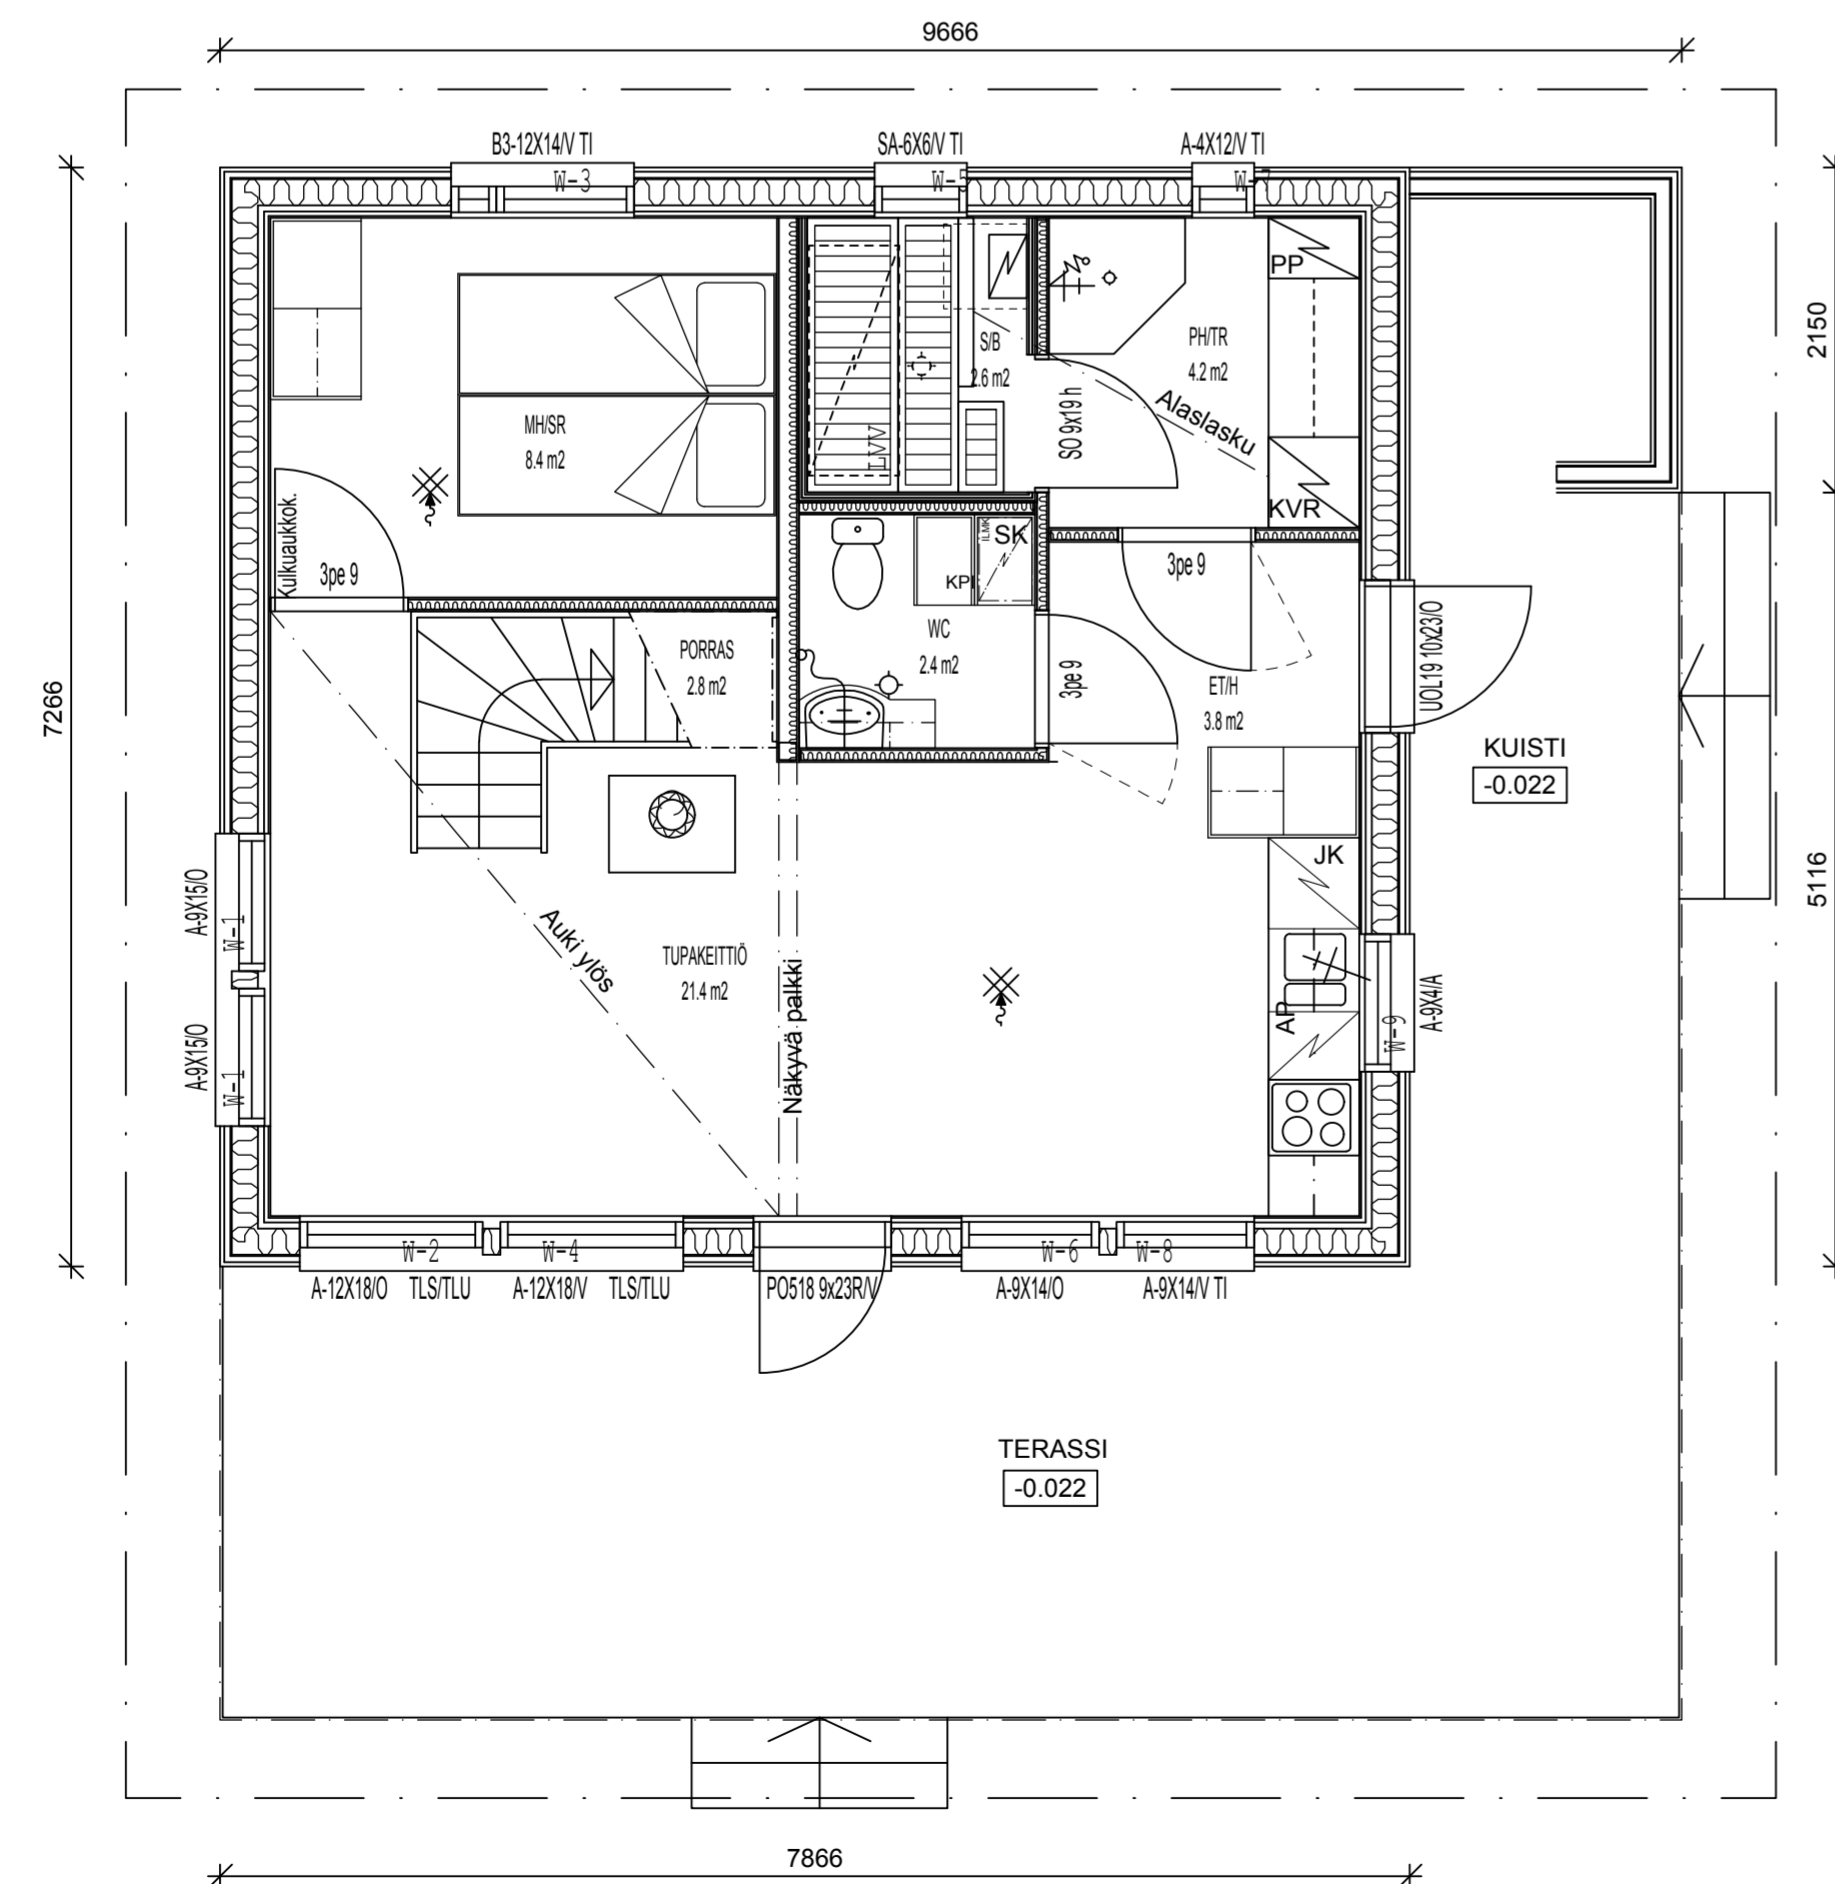 9666
B3-12X14/V TI
SA-6X6/V TI
A-4X12/V TI
W-3
W-5
W-7
PP
2150
S/B
2.6 m2
PH/TR
4.2 m2
SO 9x19 h
Alaslasku
MH/SR
8.4 m2
LVV
KVR
Kulkuaukkok.
3pe 9
ILMK
SK
KPI
3pe 9
WC
2.4 m2
3pe 9
ET/H
3.8 m2
UOL19 10x23/O
PORRAS
2.8 m2
7266
KUISTI
-0.022
5116
JK
A-9X15/O
W-1
Auki ylös
TUPAKEITTIÖ
21.4 m2
Näkyvä palkki
AP
W-9
A-9X4/A
A-9X15/O
W-1
W-2
W-4
W-6
W-8
A-12X18/O TLS/TLU
A-12X18/V TLS/TLU
PO518 9x23R/V
A-9X14/O
A-9X14/V TI
TERASSI
-0.022
7866